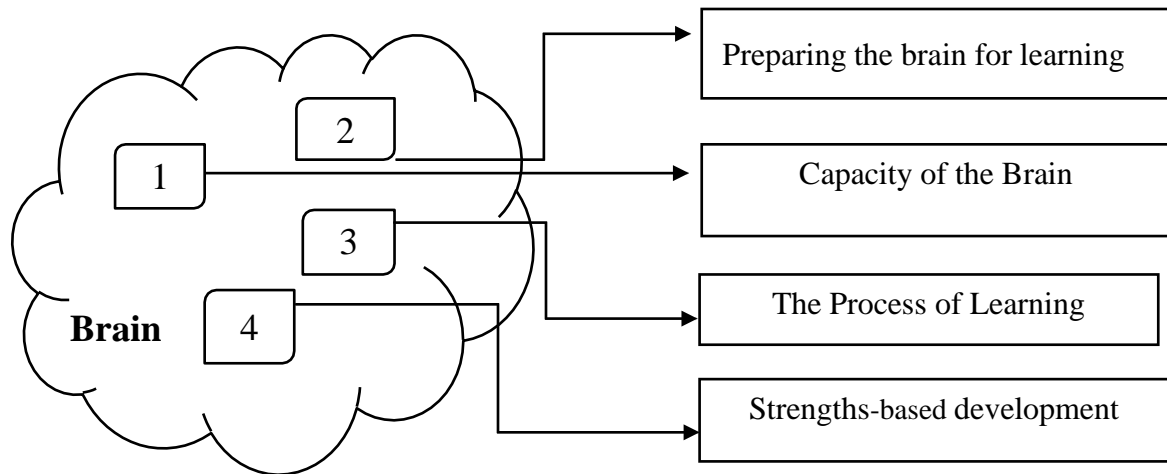 Preparing the brain for learning
2
1
Capacity of the Brain
3
The Process of Learning
Brain
4
Strengths-based development